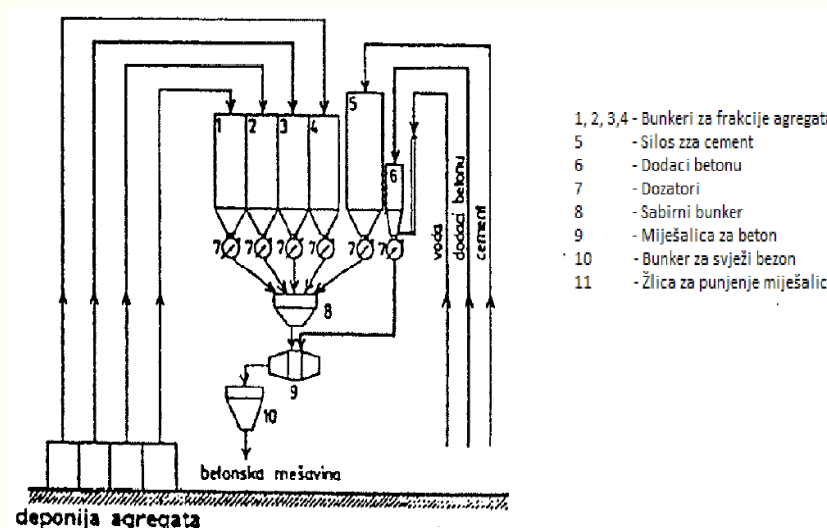 1 2 3 4
5
6
7 7 7 7 7 7
8
9
10
voda
dodaci betonu
cement
betonska mešavina
deponija agregata
1, 2, 3,4 - Bunkeri za frakcije agregata
5 - Silos zza cement
6 - Dodaci betonu
7 - Dozatori
8 - Sabirni bunker
9 - Miješalica za beton
10 - Bunker za svježi bezon
11 - Žlica za punjenje miješalic